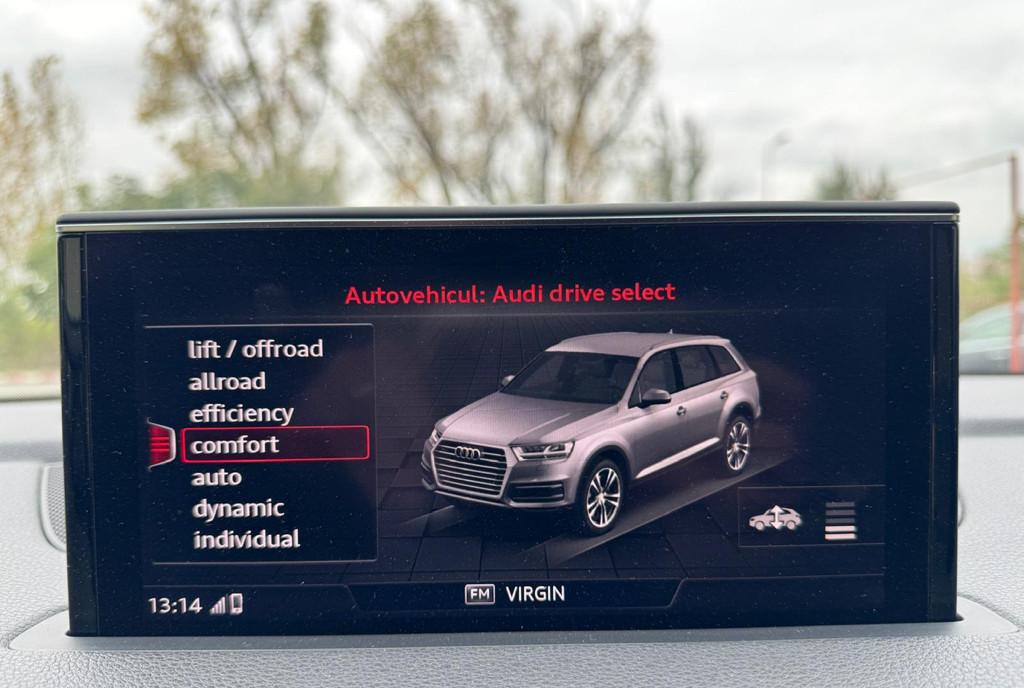 Autovehicul: Audi drive select
lift / offroad
allroad
efficiency
comfort
auto
dynamic
individual
13:14
FM VIRGIN